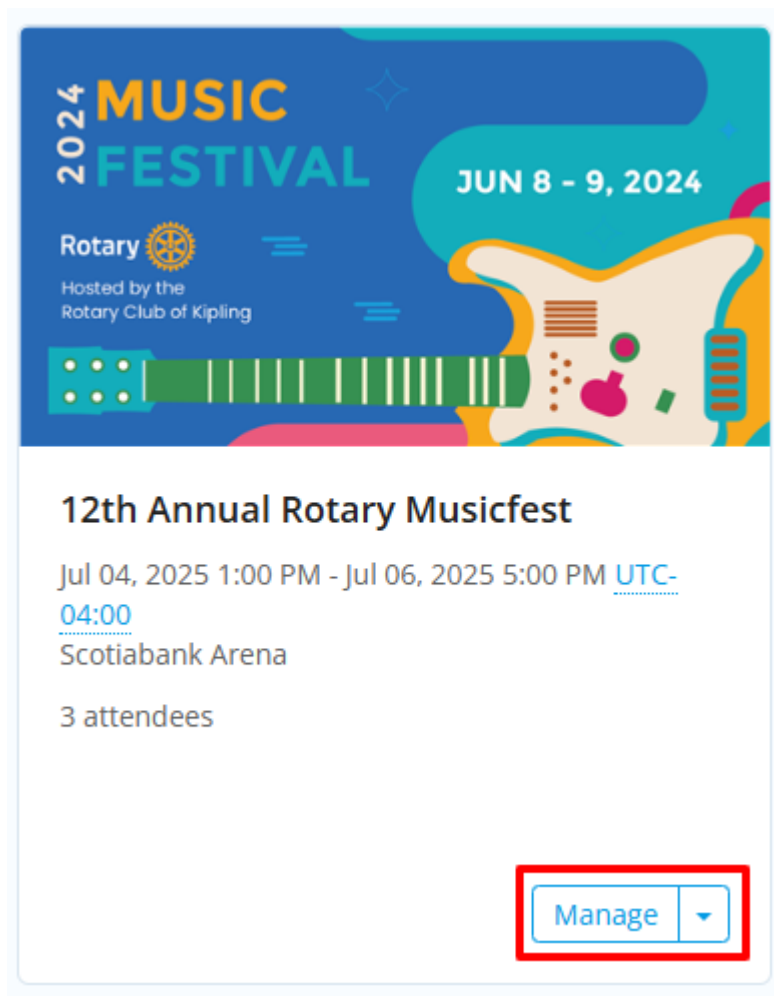 2024
MUSIC
FESTIVAL
JUN 8 - 9, 2024
Rotary
Hosted by the
Rotary Club of Kipling
12th Annual Rotary Musicfest
Jul 04, 2025 1:00 PM - Jul 06, 2025 5:00 PM UTC-
04:00
Scotiabank Arena
3 attendees
Manage